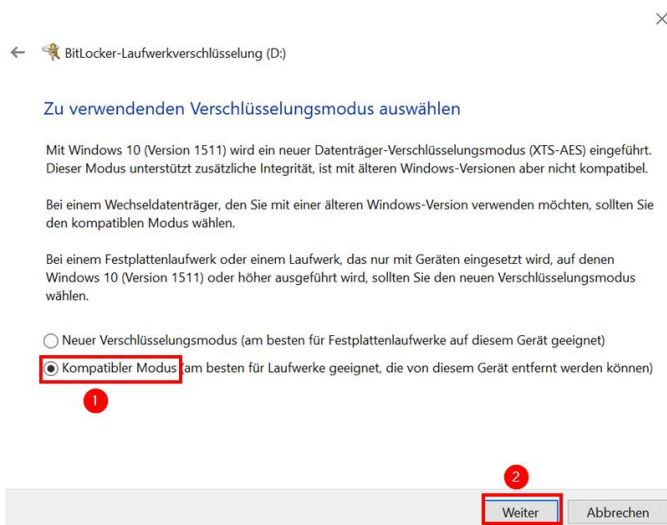 BitLocker-Laufwerkverschlüsselung (D:)
Zu verwendenden Verschlüsselungsmodus auswählen
Mit Windows 10 (Version 1511) wird ein neuer Datenträger-Verschlüsselungsmodus (XTS-AES) eingeführt.
Dieser Modus unterstützt zusätzliche Integrität, ist mit älteren Windows-Versionen aber nicht kompatibel.
Bei einem Wechseldatenträger, den Sie mit einer älteren Windows-Version verwenden möchten, sollten Sie
den kompatiblen Modus wählen.
Bei einem Festplattenlaufwerk oder einem Laufwerk, das nur mit Geräten eingesetzt wird, auf denen
Windows 10 (Version 1511) oder höher ausgeführt wird, sollten Sie den neuen Verschlüsselungsmodus
wählen.
Neuer Verschlüsselungsmodus (am besten für Festplattenlaufwerke auf diesem Gerät geeignet)
Kompatibler Modus (am besten für Laufwerke geeignet, die von diesem Gerät entfernt werden können)
1
2
Weiter Abbrechen